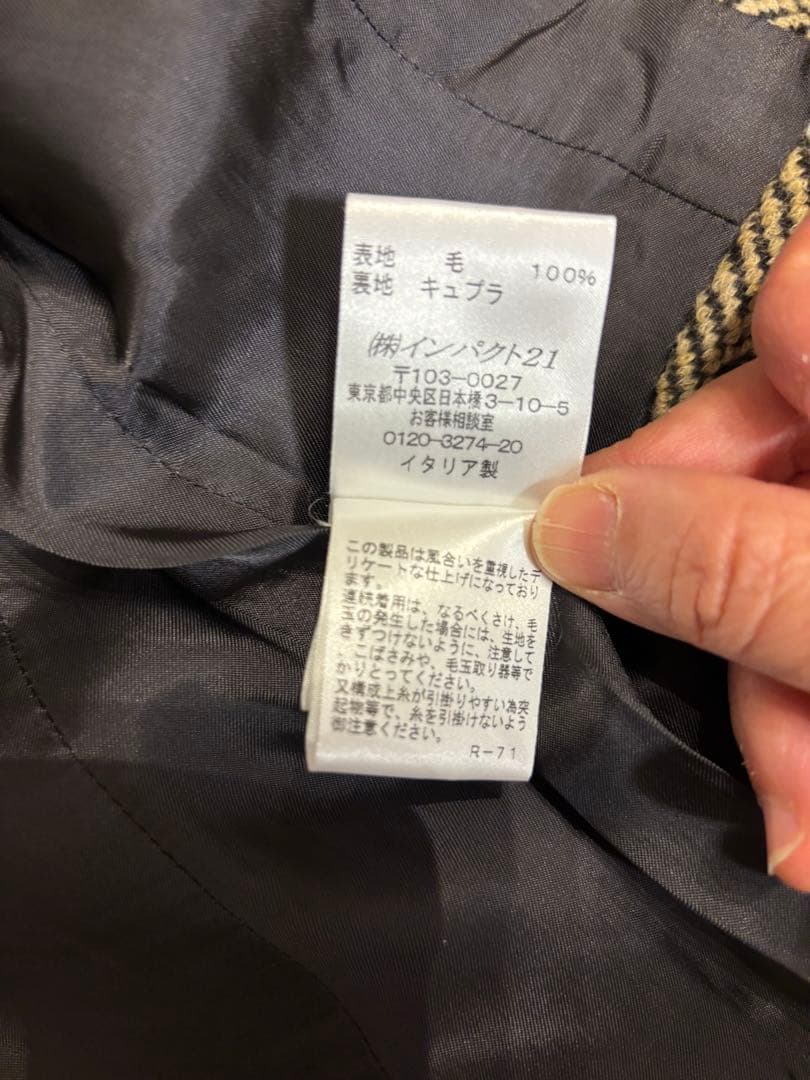 表地 毛 100%
裏地 キュプラ
㈱インパクト21
〒103-0027
東京都中央区日本橋3-10-5
お客様相談室
0120-3274-20
イタリア製
この製品は風合いを重視したデ
リケートな仕上げになっており
ます。
連続着用は、なるべくさけ、毛
玉の発生した場合には、生地を
きずつけないように、注意して
、こばさみや、毛玉取り器等で
かりとってください。
又構成上糸が引掛りやすい為突
起物等で、糸を引掛けないよう
御注意ください。
R-71